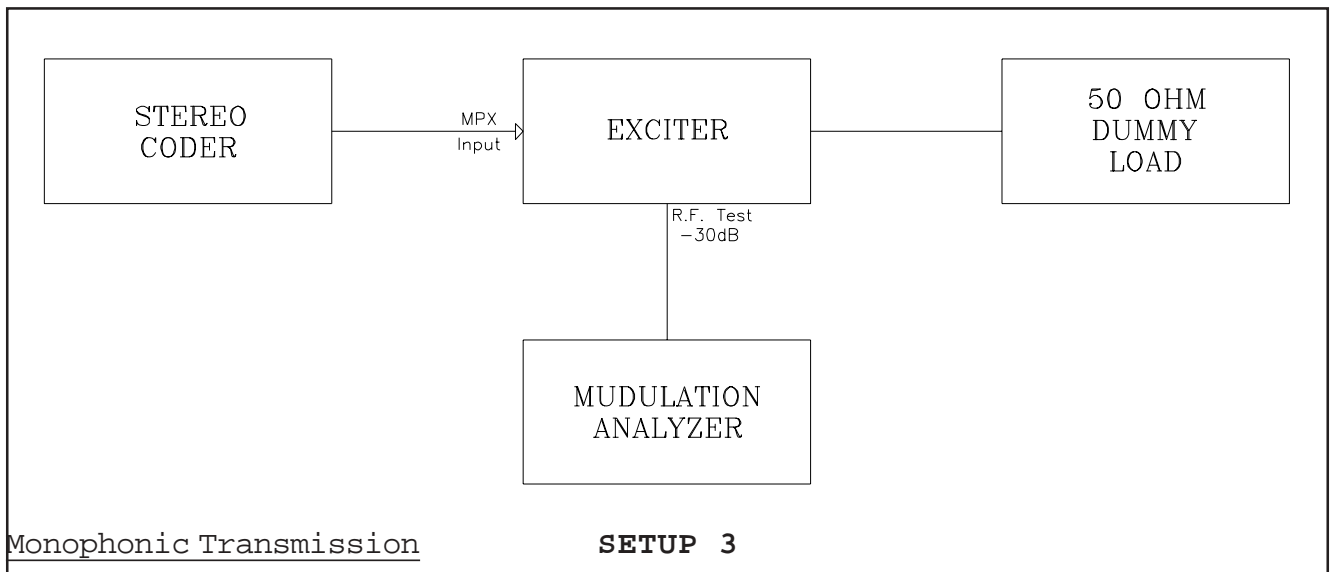 STEREO
CODER
MPX
Input
EXCITER
50 OHM
DUMMY
LOAD
R.F. Test
-30dB
MUDULATION
ANALYZER
Monophonic Transmission
SETUP 3